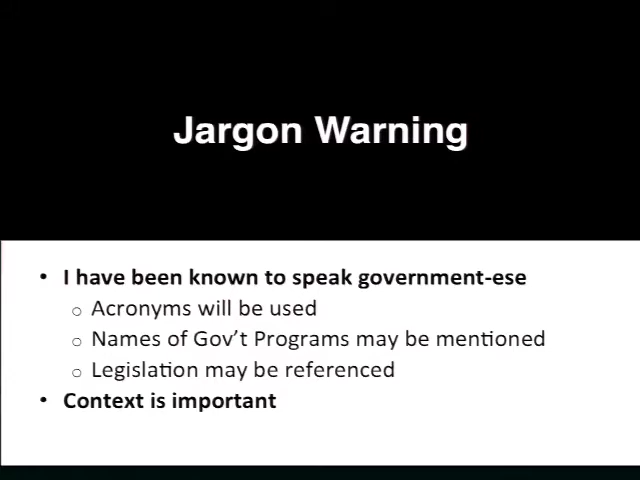 Jargon Warning
• I have been known to speak government-ese
o Acronyms will be used
o Names of Gov't Programs may be mentioned
o Legislation may be referenced
• Context is important